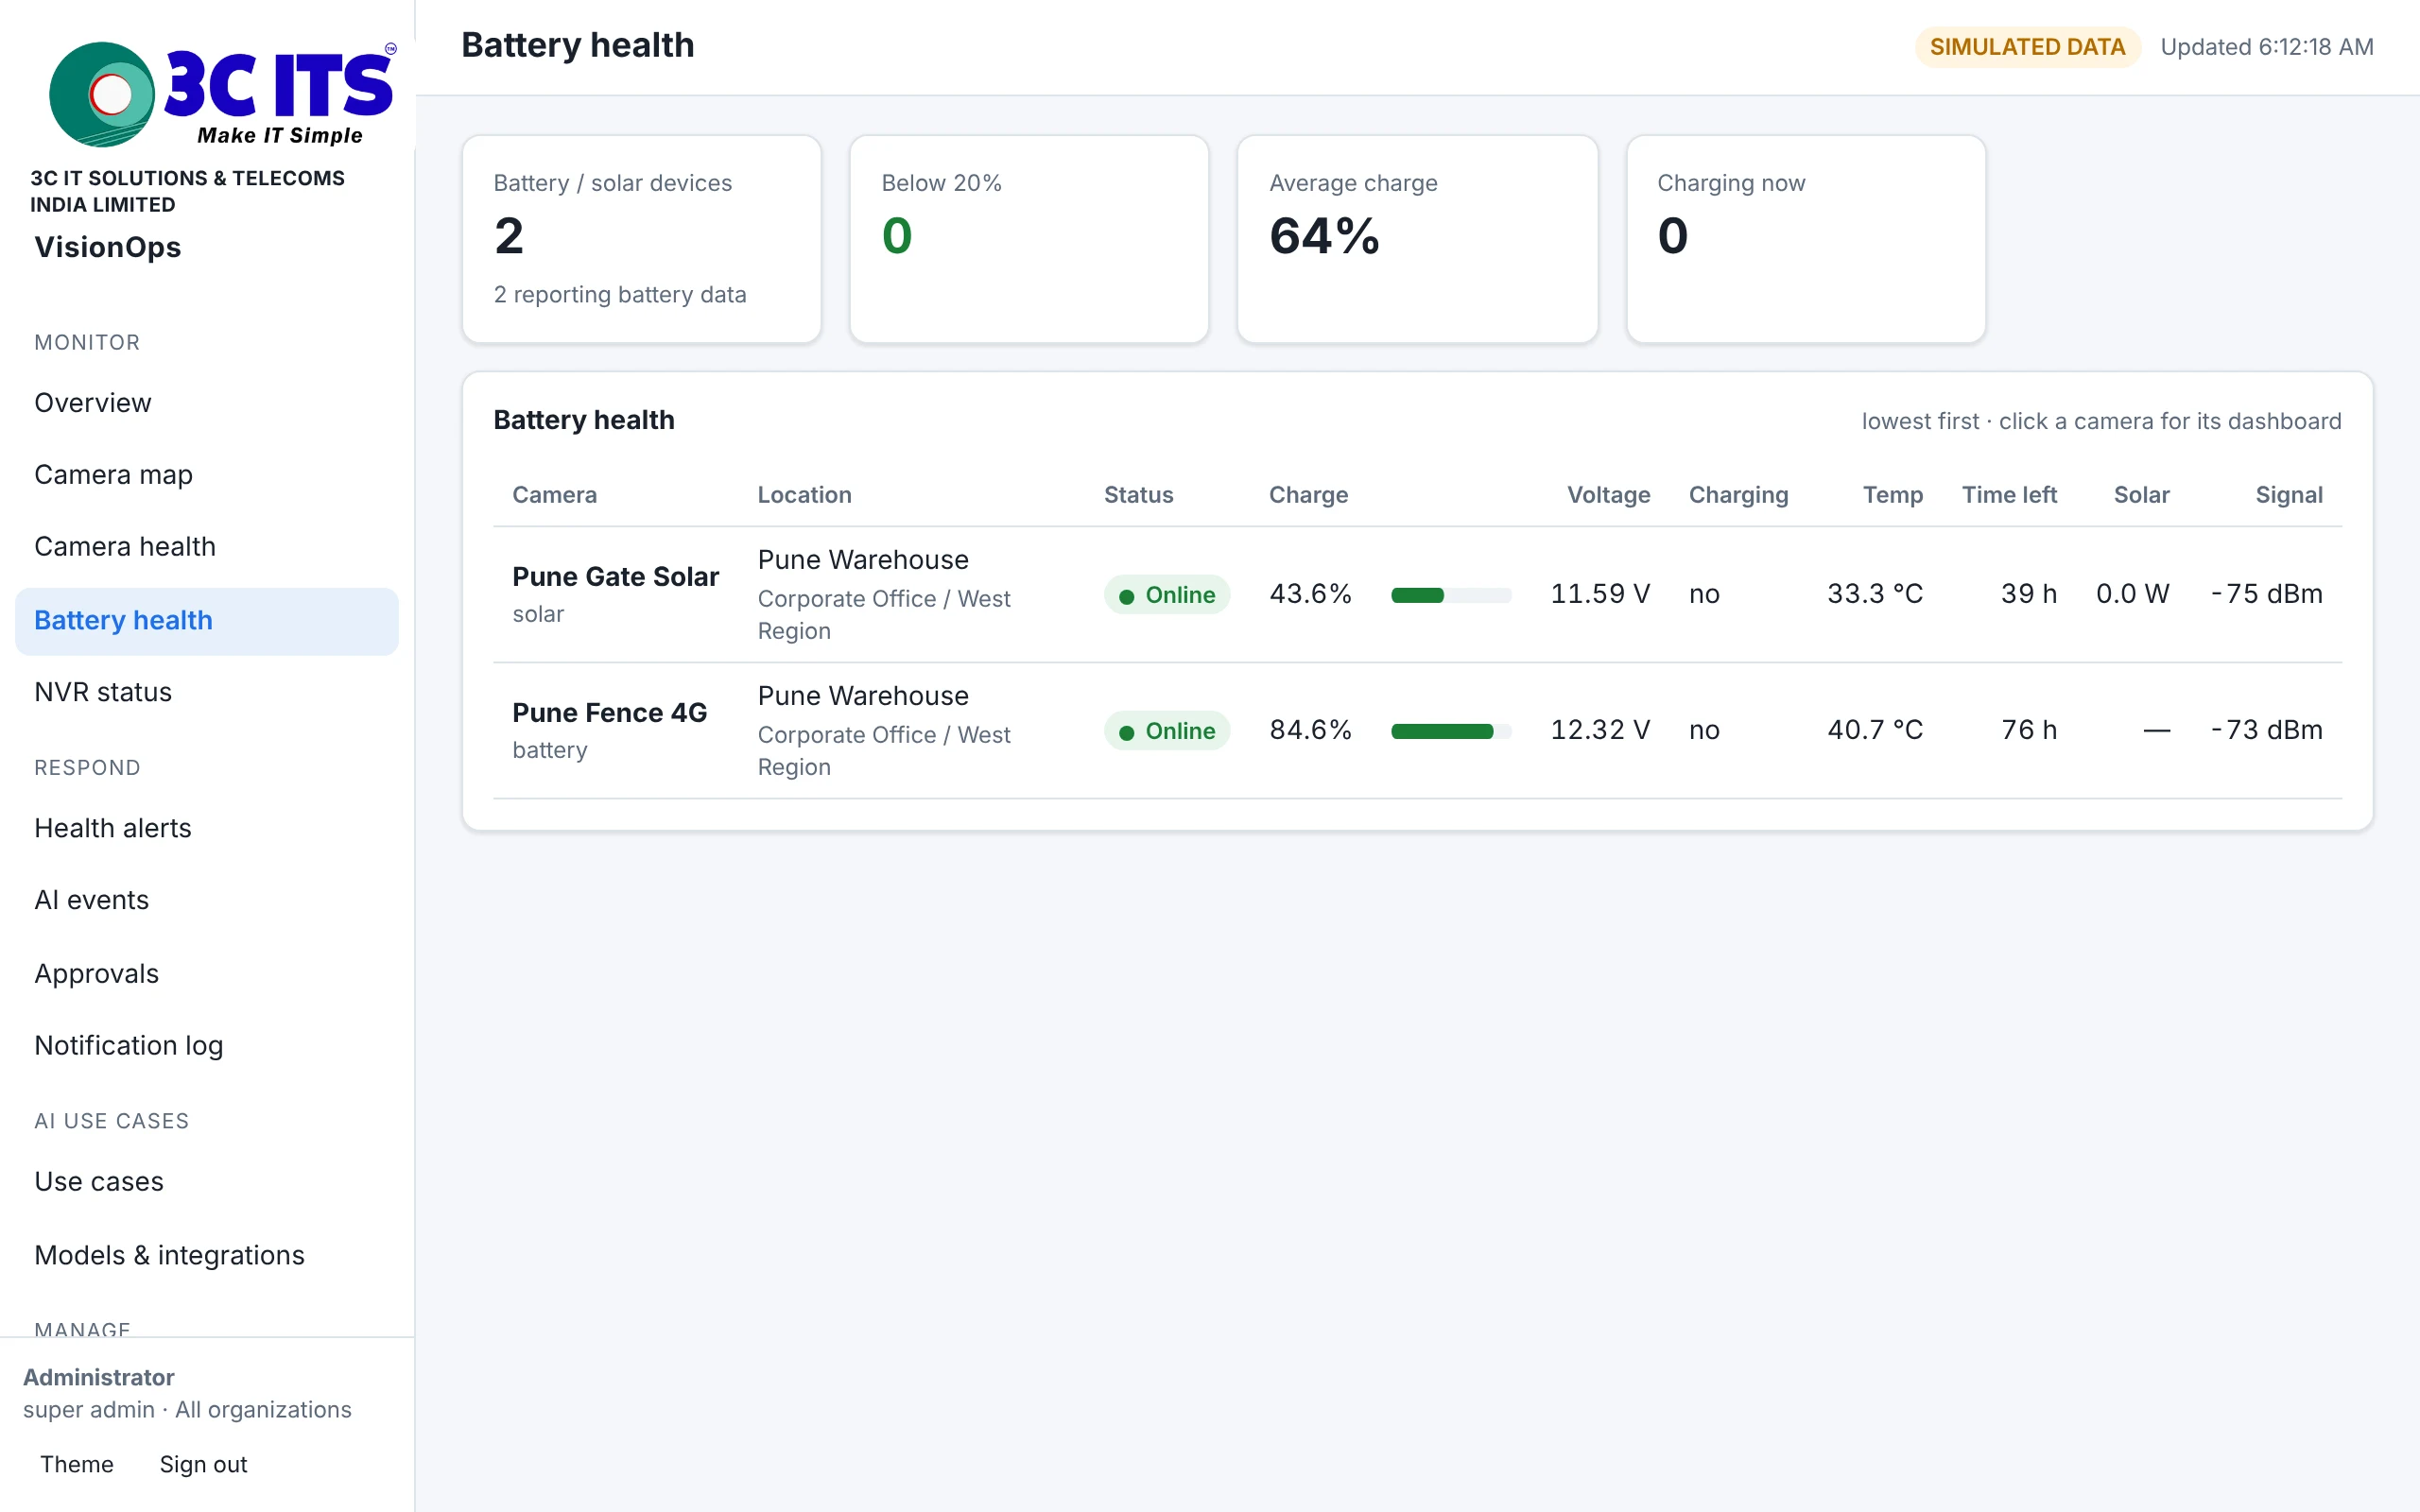 3C ITS
TM
Make IT Simple
3C IT SOLUTIONS & TELECOMS
INDIA LIMITED
VisionOps
MONITOR
Overview
Camera map
Camera health
Battery health
NVR status
RESPOND
Health alerts
AI events
Approvals
Notification log
AI USE CASES
Use cases
Models & integrations
MANAGE
Administrator
super admin · All organizations
Theme Sign out
Battery health
SIMULATED DATA Updated 6:12:18 AM
Battery / solar devices
2
2 reporting battery data
Below 20%
0
Average charge
64%
Charging now
0
Battery health
lowest first · click a camera for its dashboard
Camera Location Status Charge Voltage Charging Temp Time left Solar Signal
Pune Gate Solar
solar
Pune Warehouse
Corporate Office / West
Region
Online 43.6% 11.59 V no 33.3 °C 39 h 0.0 W -75 dBm
Pune Fence 4G
battery
Pune Warehouse
Corporate Office / West
Region
Online 84.6% 12.32 V no 40.7 °C 76 h — -73 dBm